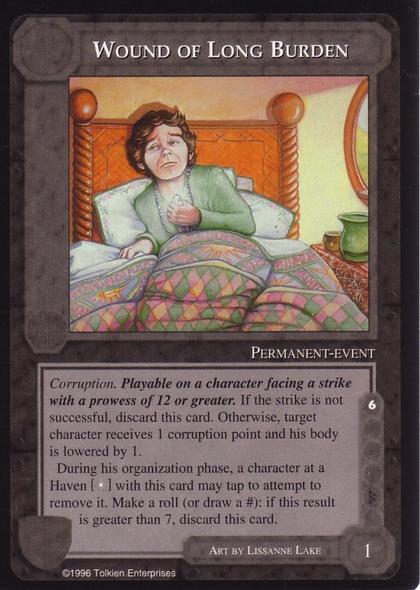 WOUND OF LONG BURDEN
PERMANENT-EVENT
Corruption. Playable on a character facing a strike
with a prowess of 12 or greater. If the strike is not
successful, discard this card. Otherwise, target
character receives 1 corruption point and his body
is lowered by 1.
During his organization phase, a character at a
Haven [*] with this card may tap to attempt to
remove it. Make a roll (or draw a #): if this result
is greater than 7, discard this card.
6
ART BY LISSANNE LAKE
1
©1996 Tolkien Enterprises